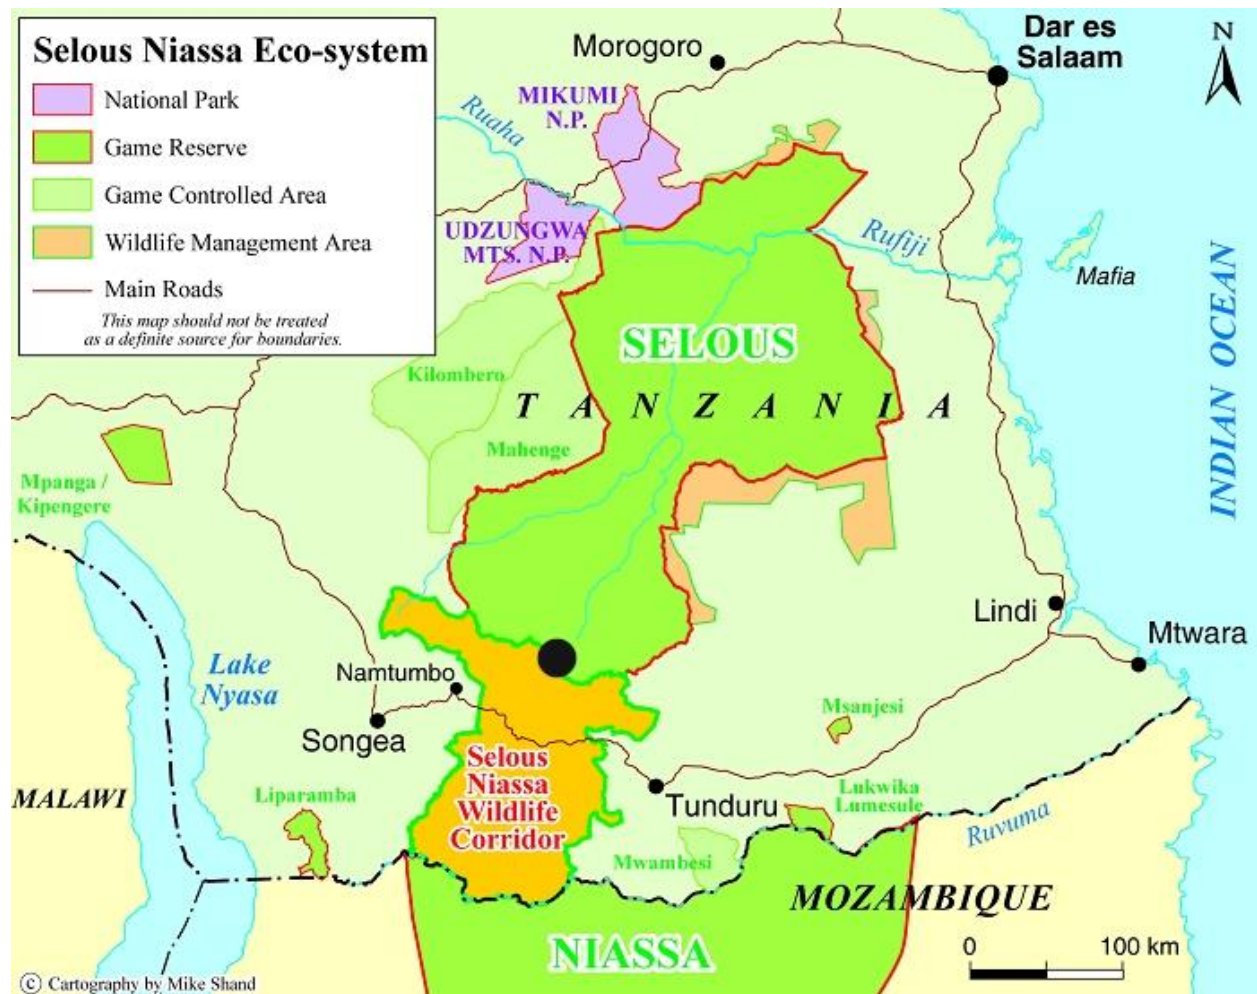 Selous Niassa Eco-system
National Park
Game Reserve
Game Controlled Area
Wildlife Management Area
Main Roads
This map should not be treated
as a definite source for boundaries.
Morogoro
Dar es
Salaam
N
MIKUMI
N.P.
Ruaha
UDZUNGWA
MTS. N.P.
Rufiji
Mafia
INDIAN OCEAN
SELOUS
Kilombero
TANZANIA
Mahenge
Mpanga /
Kipengere
Lindi
Mtwara
Lake
Nyasa
Namtumbo
Songea
Msanjesi
Selous
Niassa
Wildlife
Corridor
MALAWI
Liparamba
Tunduru
Lukwika
Lumesule
Ruvuma
Mwambesi
MOZAMBIQUE
NIASSA
0 100 km
c Cartography by Mike Shand